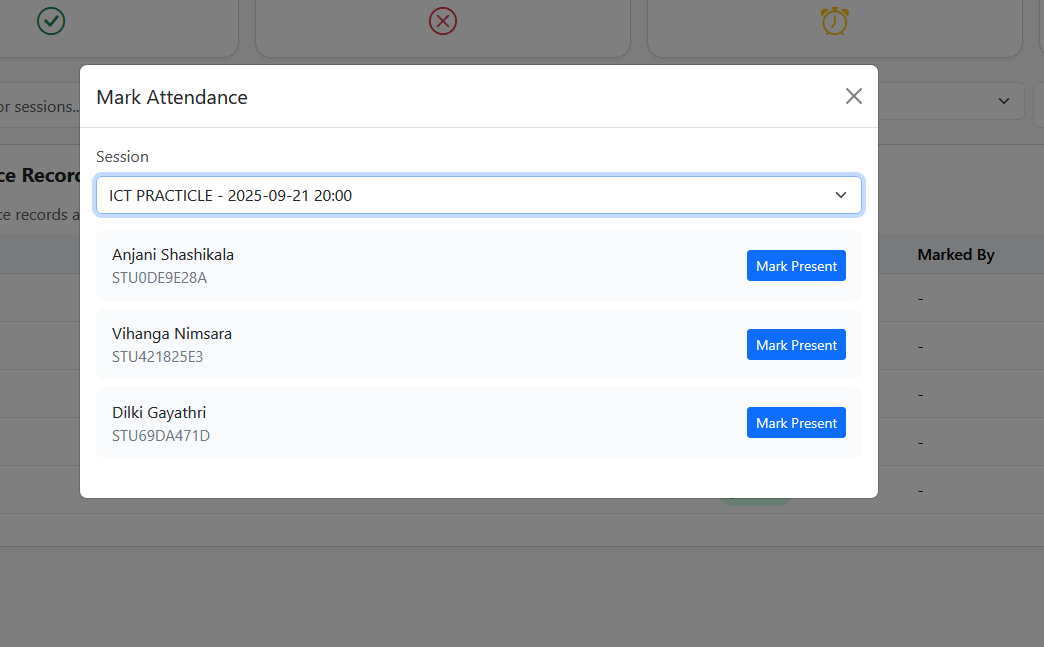 Mark Attendance
or sessions..
Session
ICT PRACTICLE - 2025-09-21 20:00
ce Record
ce records a
Marked By
Anjani Shashikala
STU0DE9E28A
Mark Present
-
Vihanga Nimsara
STU421825E3
Mark Present
-
-
Dilki Gayathri
STU69DA471D
Mark Present
-
-